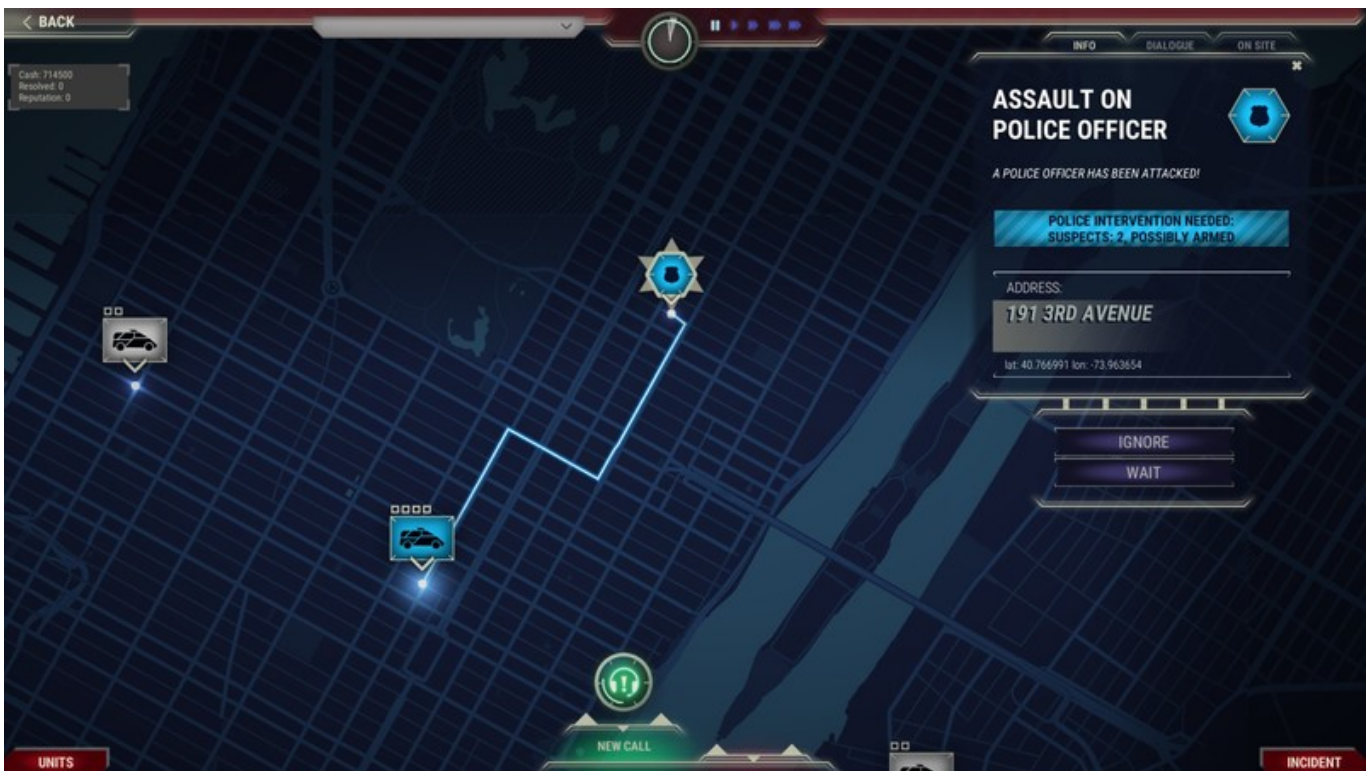 BACK
Cash: 714500
Resolved: 0
Reputation: 0
INFO
DIALOGUE
ON SITE
ASSAULT ON
POLICE OFFICER
A POLICE OFFICER HAS BEEN ATTACKED!
POLICE INTERVENTION NEEDED:
SUSPECTS: 2, POSSIBLY ARMED
ADDRESS:
191 3RD AVENUE
lat: 40.766991 lon: -73.963654
IGNORE
WAIT
NEW CALL
UNITS
INCIDENT